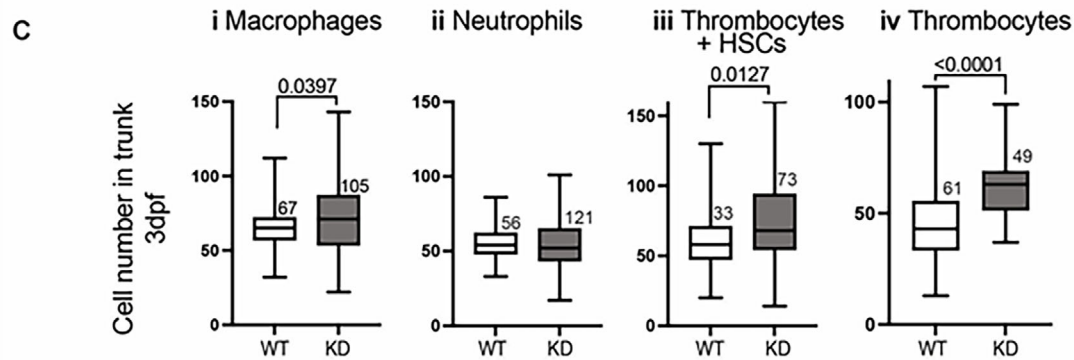 C
i Macrophages
ii Neutrophils
iii Thrombocytes
+ HSCs
iv Thrombocytes
Cell number in trunk
3dpf
0.0397
150
100
50
0
67
105
WT KD
150
100
50
0
56
121
WT KD
0.0127
150
100
50
0
33
73
WT KD
<0.0001
100
50
0
61
49
WT KD